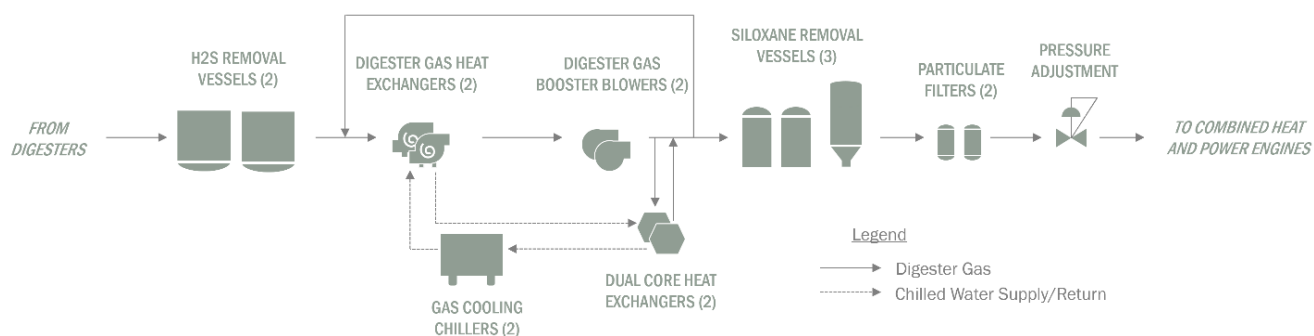 FROM
DIGESTERS
H2S REMOVAL
VESSELS (2)
DIGESTER GAS HEAT
EXCHANGERS (2)
DIGESTER GAS
BOOSTER BLOWERS (2)
SILOXANE REMOVAL
VESSELS (3)
PARTICULATE
FILTERS (2)
PRESSURE
ADJUSTMENT
TO COMBINED HEAT
AND POWER ENGINES
GAS COOLING
CHILLERS (2)
DUAL CORE HEAT
EXCHANGERS (2)
Legend
Digester Gas
Chilled Water Supply/Return